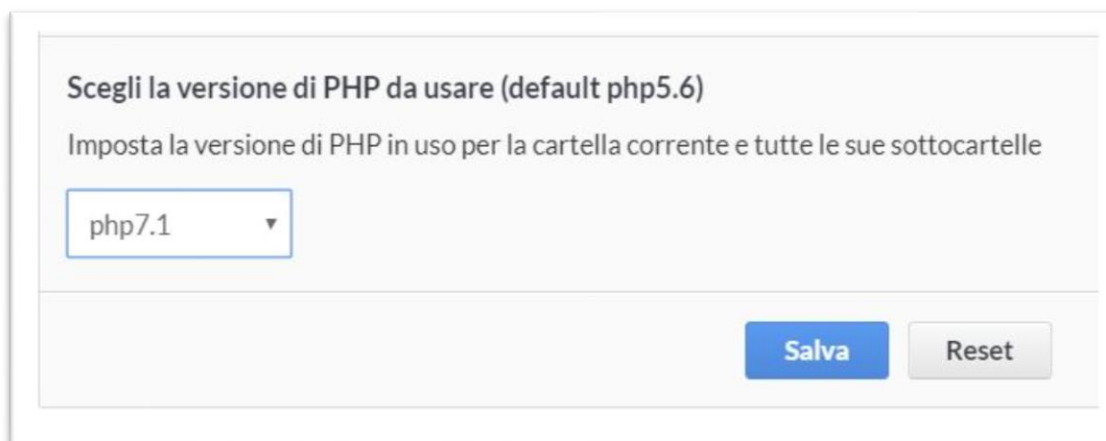 Scegli la versione di PHP da usare (default php5.6)
Imposta la versione di PHP in uso per la cartella corrente e tutte le sue sottocartelle
php7.1
Salva Reset